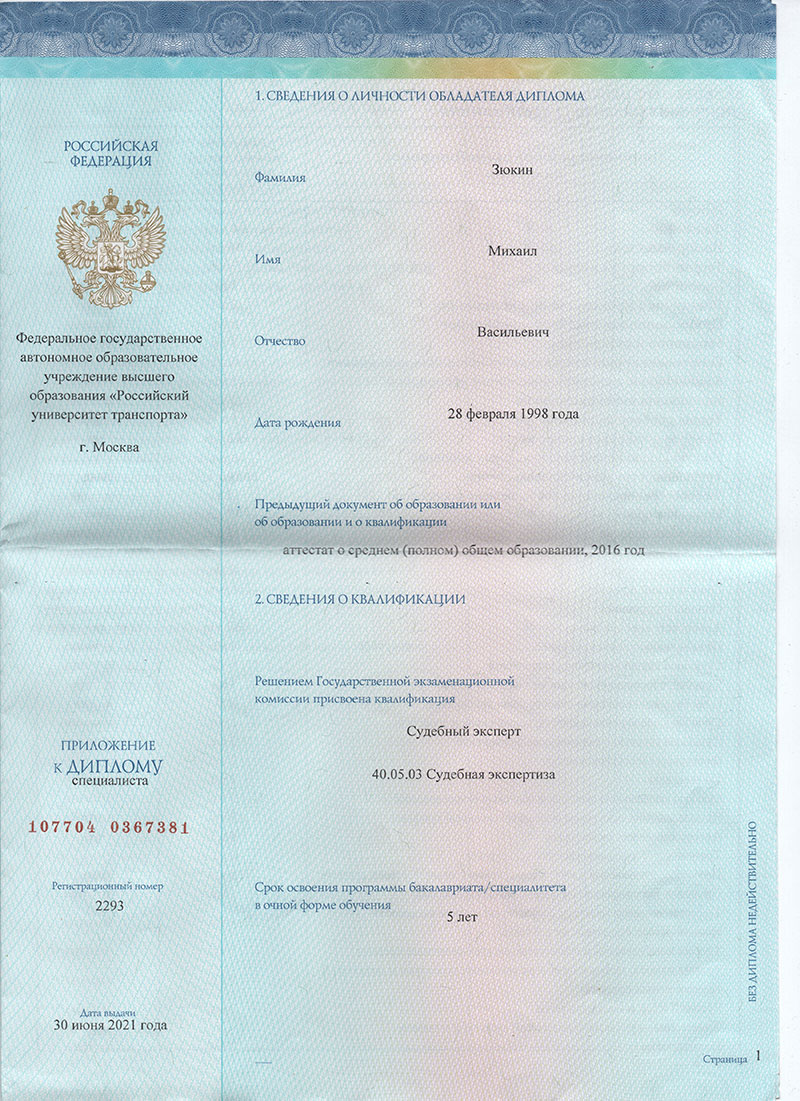 РОССИЙСКАЯ
ФЕДЕРАЦИЯ
Федеральное государственное
автономное образовательное
учреждение высшего
образования «Российский
университет транспорта»
г. Москва
ПРИЛОЖЕНИЕ
к ДИПЛОМУ
специалиста
107704 0367381
Регистрационный номер
2293
Дата выдачи
30 июня 2021 года
1. СВЕДЕНИЯ О ЛИЧНОСТИ ОБЛАДАТЕЛЯ ДИПЛОМА
Фамилия
Зюкин
Имя
Михаил
Отчество
Васильевич
Дата рождения
28 февраля 1998 года
Предыдущий документ об образовании или
об образовании и о квалификации
аттестат о среднем (полном) общем образовании, 2016 год
2. СВЕДЕНИЯ О КВАЛИФИКАЦИИ
Решением Государственной экзаменационной
комиссии присвоена квалификация
Судебный эксперт
40.05.03 Судебная экспертиза
Срок освоения программы бакалавриата/специалитета
в очной форме обучения
5 лет
БЕЗ ДИПЛОМА НЕДЕЙСТВИТЕЛЬНО
Страница 1